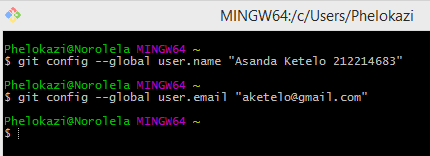 MINGW64:/c/Users/Phelokazi
Phelokazi@Norolela MINGW64 ~
$ git config --global user.name "Asanda Ketelo 212214683"
Phelokazi@Norolela MINGW64 ~
$ git config --global user.email "aketelo@gmail.com"
Phelokazi@Norolela MINGW64 ~
$